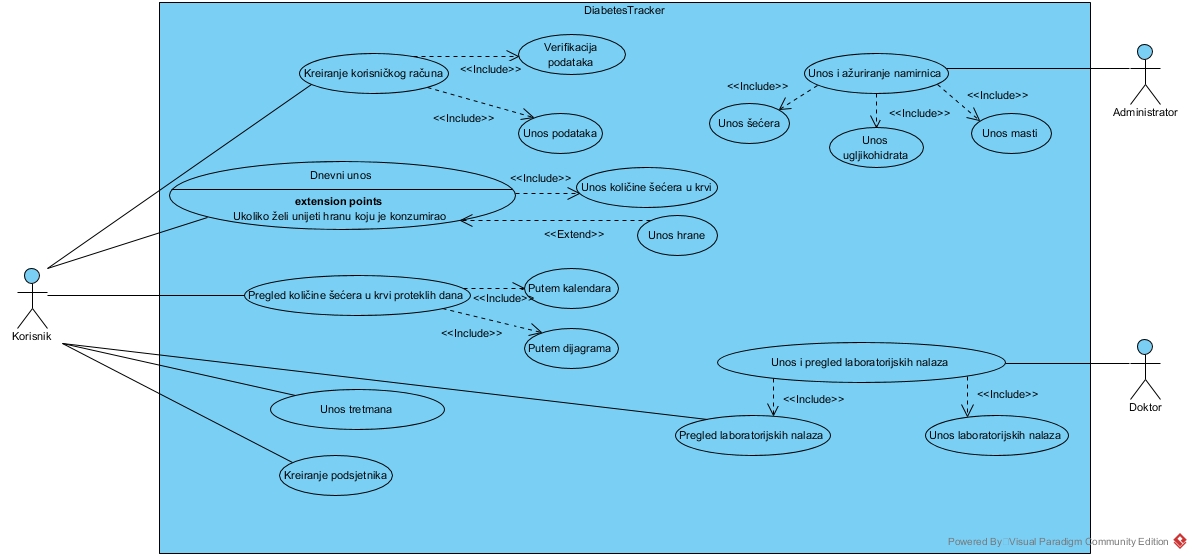 DiabetesTracker
Kreiranje korisničkog računa
<<Include>>
Verifikacija
podataka
<<Include>>
Unos podataka
Unos i ažuriranje namirnica
<<Include>>
<<Include>>
<<Include>>
Unos šećera
Unos
ugljikohidrata
Unos masti
Administrator
Dnevni unos
extension points
Ukoliko želi unijeti hranu koju je konzumirao
<<Include>>
Unos količine šećera u krvi
<<Extend>>
Unos hrane
Korisnik
Pregled količine šećera u krvi proteklih dana
<<Include>>
Putem kalendara
<<Include>>
Putem dijagrama
Unos i pregled laboratorijskih nalaza
<<Include>>
<<Include>>
Doktor
Unos tretmana
Pregled laboratorijskih nalaza
Unos laboratorijskih nalaza
Kreiranje podsjetnika
Powered By Visual Paradigm Community Edition